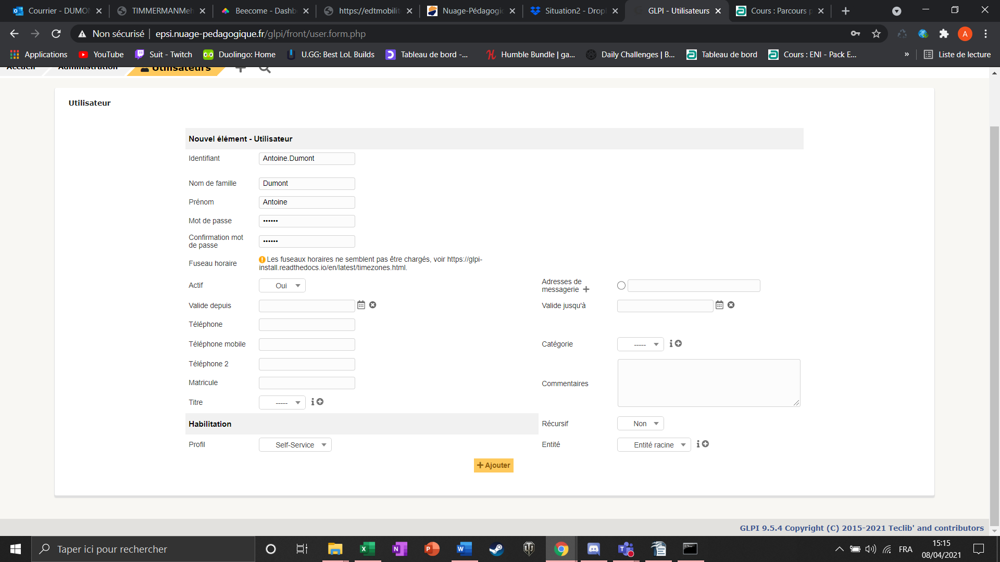 Courrier - DUMO
TIMMERMANMeh
Beecome - Dashb
https://edtmobilit
Nuage-Pédagogic
Situation2 - Drop
GLPI - Utilisateurs
Cours : Parcours p
Non sécurisé
epsi.nuage-pedagogique.fr/glpi/front/user.form.php
A
Applications
YouTube
Suit - Twitch
Duolingo: Home
U.GG: Best LoL Builds
Tableau de bord -...
Humble Bundle | ga...
Daily Challenges | B...
Tableau de bord
Cours : ENI - Pack E...
»
Liste de lecture
Accueil
Administration
Utilisateurs
Utilisateur
Nouvel élément - Utilisateur
Identifiant
Antoine.Dumont
Nom de famille
Dumont
Prénom
Antoine
Mot de passe
••••••
Confirmation mot
de passe
••••••
Fuseau horaire
Les fuseaux horaires ne semblent pas être chargés, voir https://glpi-
install.readthedocs.io/en/latest/timezones.html.
Actif
Oui
Adresses de
messagerie
Valide depuis
Valide jusqu'à
Téléphone
Téléphone mobile
Catégorie
-----
Téléphone 2
Matricule
Commentaires
Titre
-----
Habilitation
Récursif
Non
Profil
Self-Service
Entité
Entité racine
+ Ajouter
GLPI 9.5.4 Copyright (C) 2015-2021 Teclib' and contributors
Taper ici pour rechercher
FRA
15:15
08/04/2021